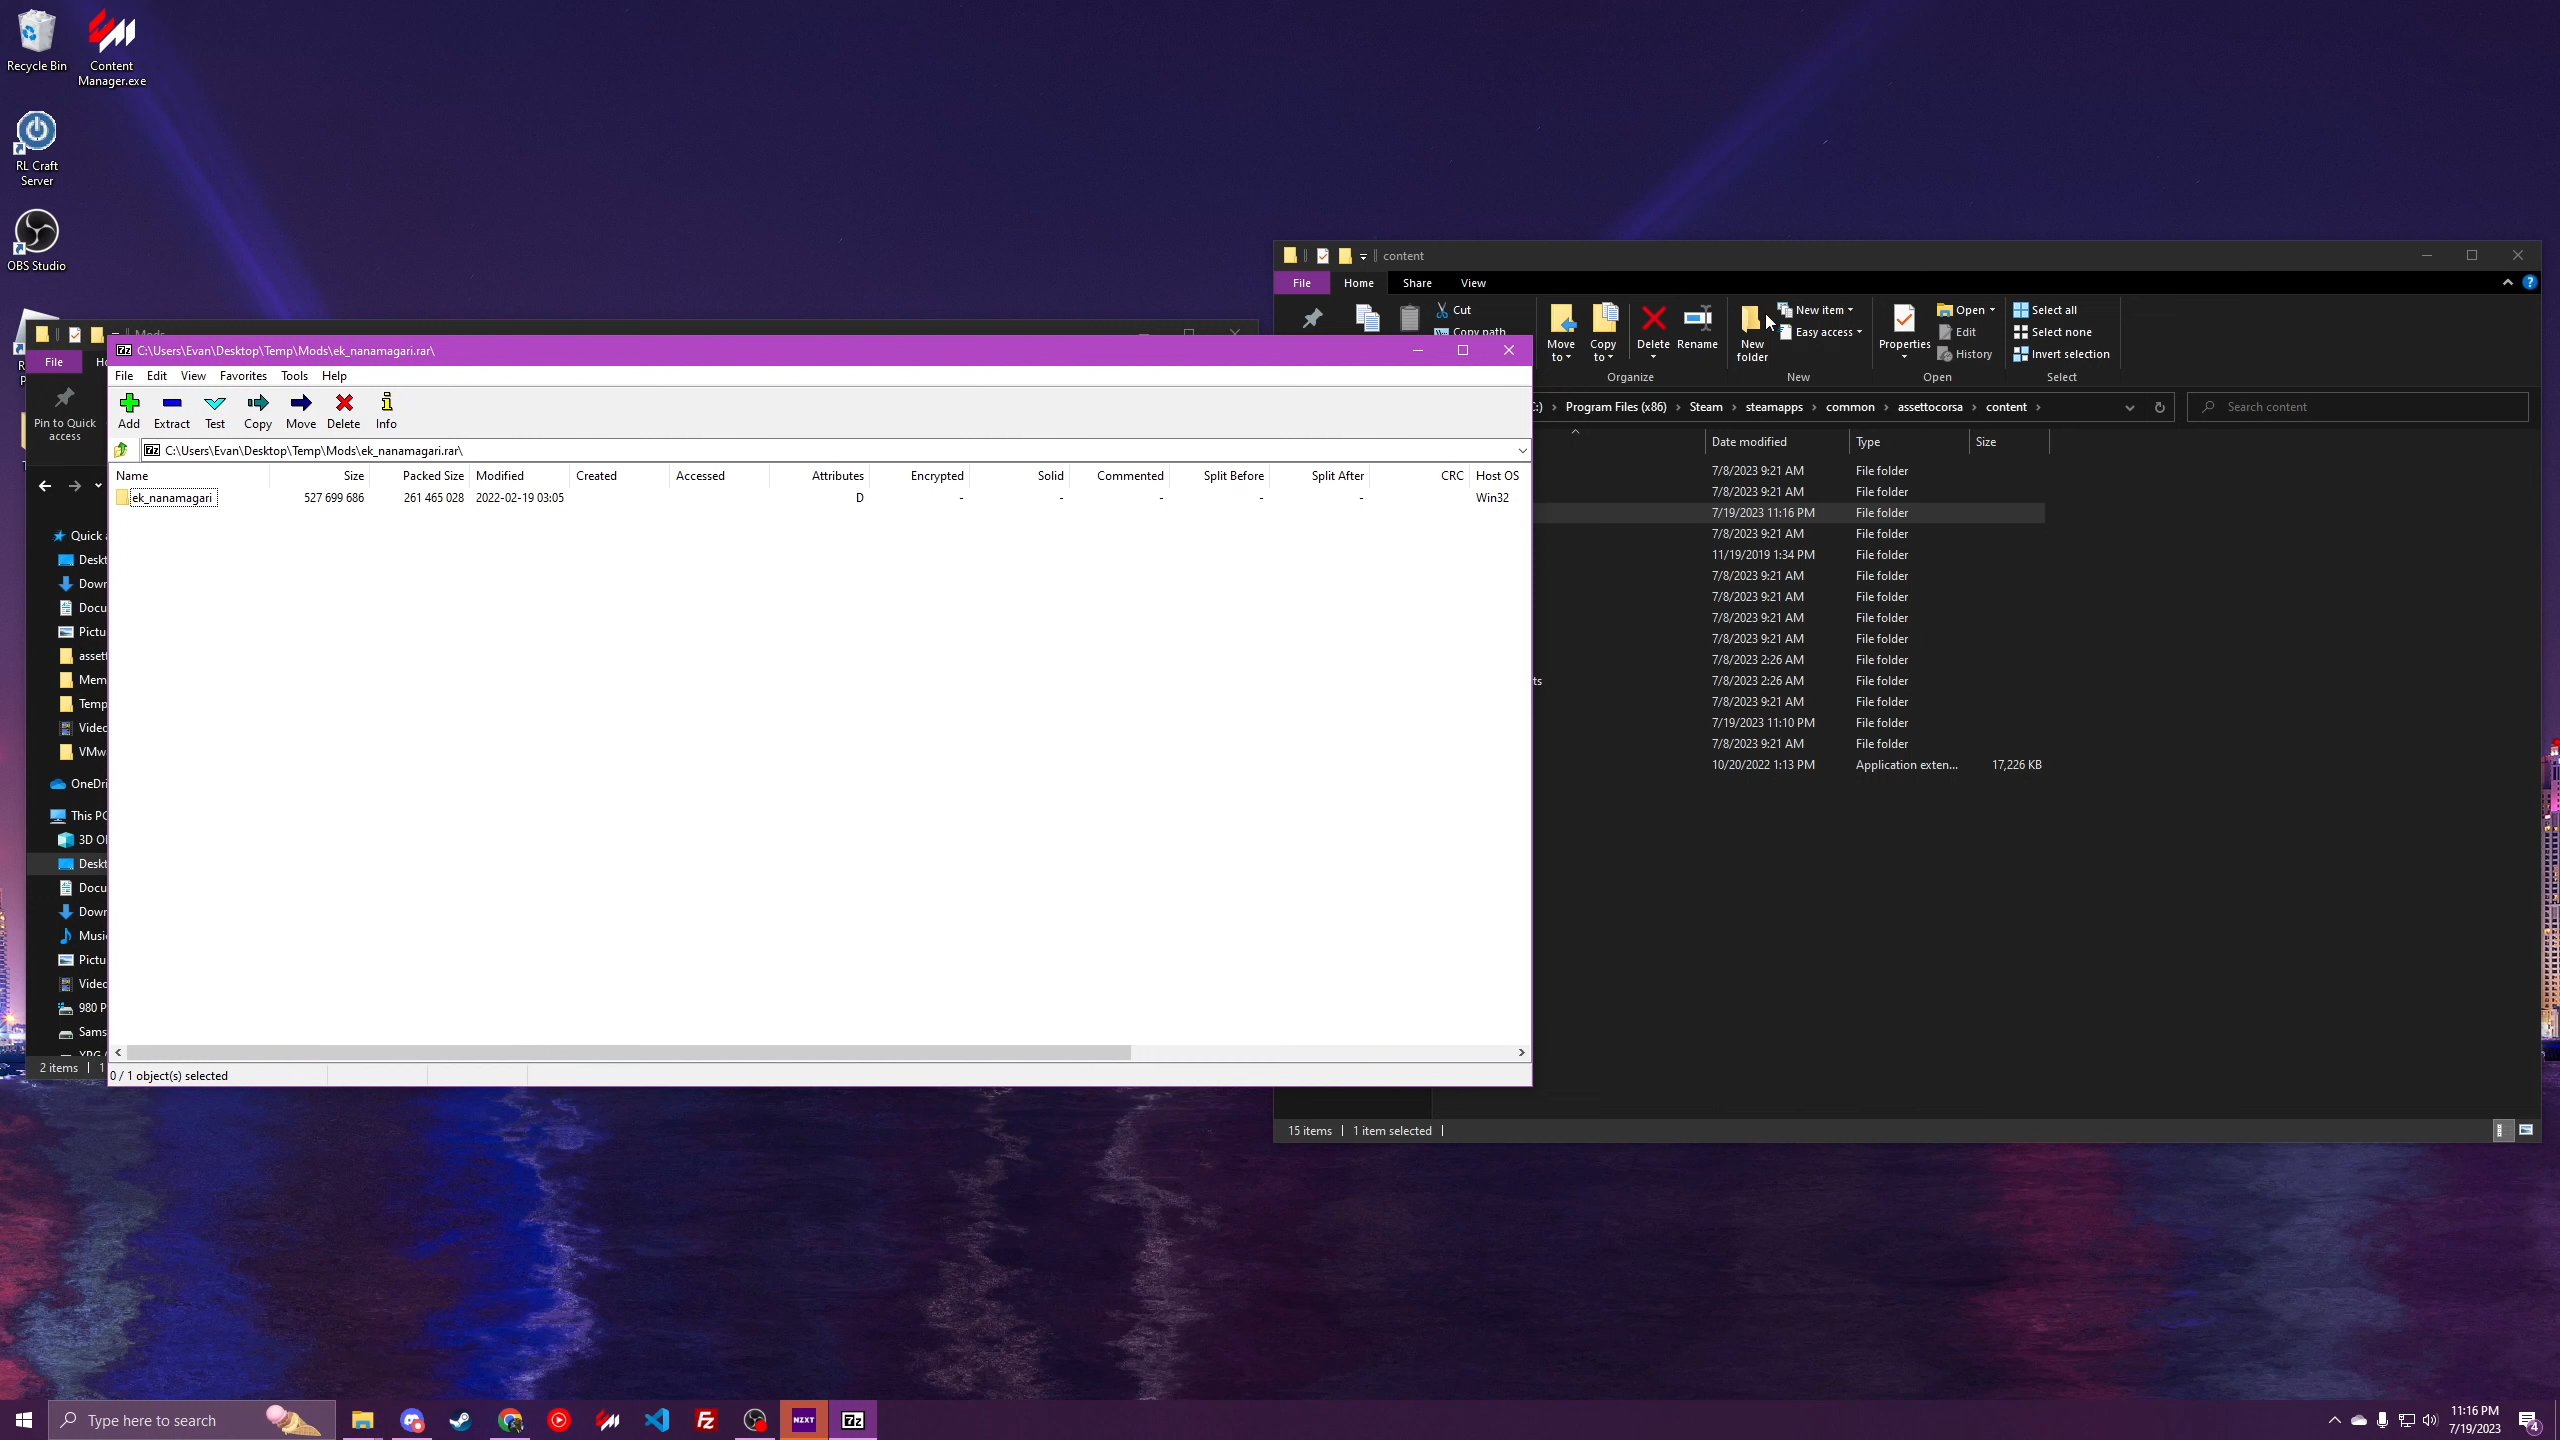 Recycle Bin
Content
Manager.exe
RL Craft
Server
OBS Studio
content
File
Home
Share
View
Cut
Copy path
Move
to
Copy
to
Delete
Rename
New
folder
New item
Easy access
Properties
Open
Edit
History
Select all
Select none
Invert selection
Organize
New
Open
Select
:) › Program Files (x86) › Steam › steamapps › common › assettocorsa › content ›
Search content
Date modified
Type
Size
7/8/2023 9:21 AM File folder
7/8/2023 9:21 AM File folder
7/19/2023 11:16 PM File folder
7/8/2023 9:21 AM File folder
11/19/2019 1:34 PM File folder
7/8/2023 9:21 AM File folder
7/8/2023 9:21 AM File folder
7/8/2023 9:21 AM File folder
7/8/2023 9:21 AM File folder
7/8/2023 2:26 AM File folder
ts 7/8/2023 2:26 AM File folder
7/8/2023 9:21 AM File folder
7/19/2023 11:10 PM File folder
7/8/2023 9:21 AM File folder
10/20/2022 1:13 PM Application exten... 17,226 KB
15 items
1 item selected
Mods
File
Pin to Quick
access
Quick
Deskt
Down
Docu
Pictu
assett
Mem
Temp
Video
VMw
OneDri
This PC
3D O
Deskt
Docu
Down
Music
Pictu
Video
980 P
Sams
2 items
7z C:\Users\Evan\Desktop\Temp\Mods\ek_nanamagari.rar\
File Edit View Favorites Tools Help
Add Extract Test Copy Move Delete Info
7z C:\Users\Evan\Desktop\Temp\Mods\ek_nanamagari.rar\
Name Size Packed Size Modified Created Accessed Attributes Encrypted Solid Commented Split Before Split After CRC Host OS
ek_nanamagari 527 699 686 261 465 028 2022-02-19 03:05 D - - - - - Win32
0 / 1 object(s) selected
Type here to search
NZXT
7z
11:16 PM
7/19/2023
4